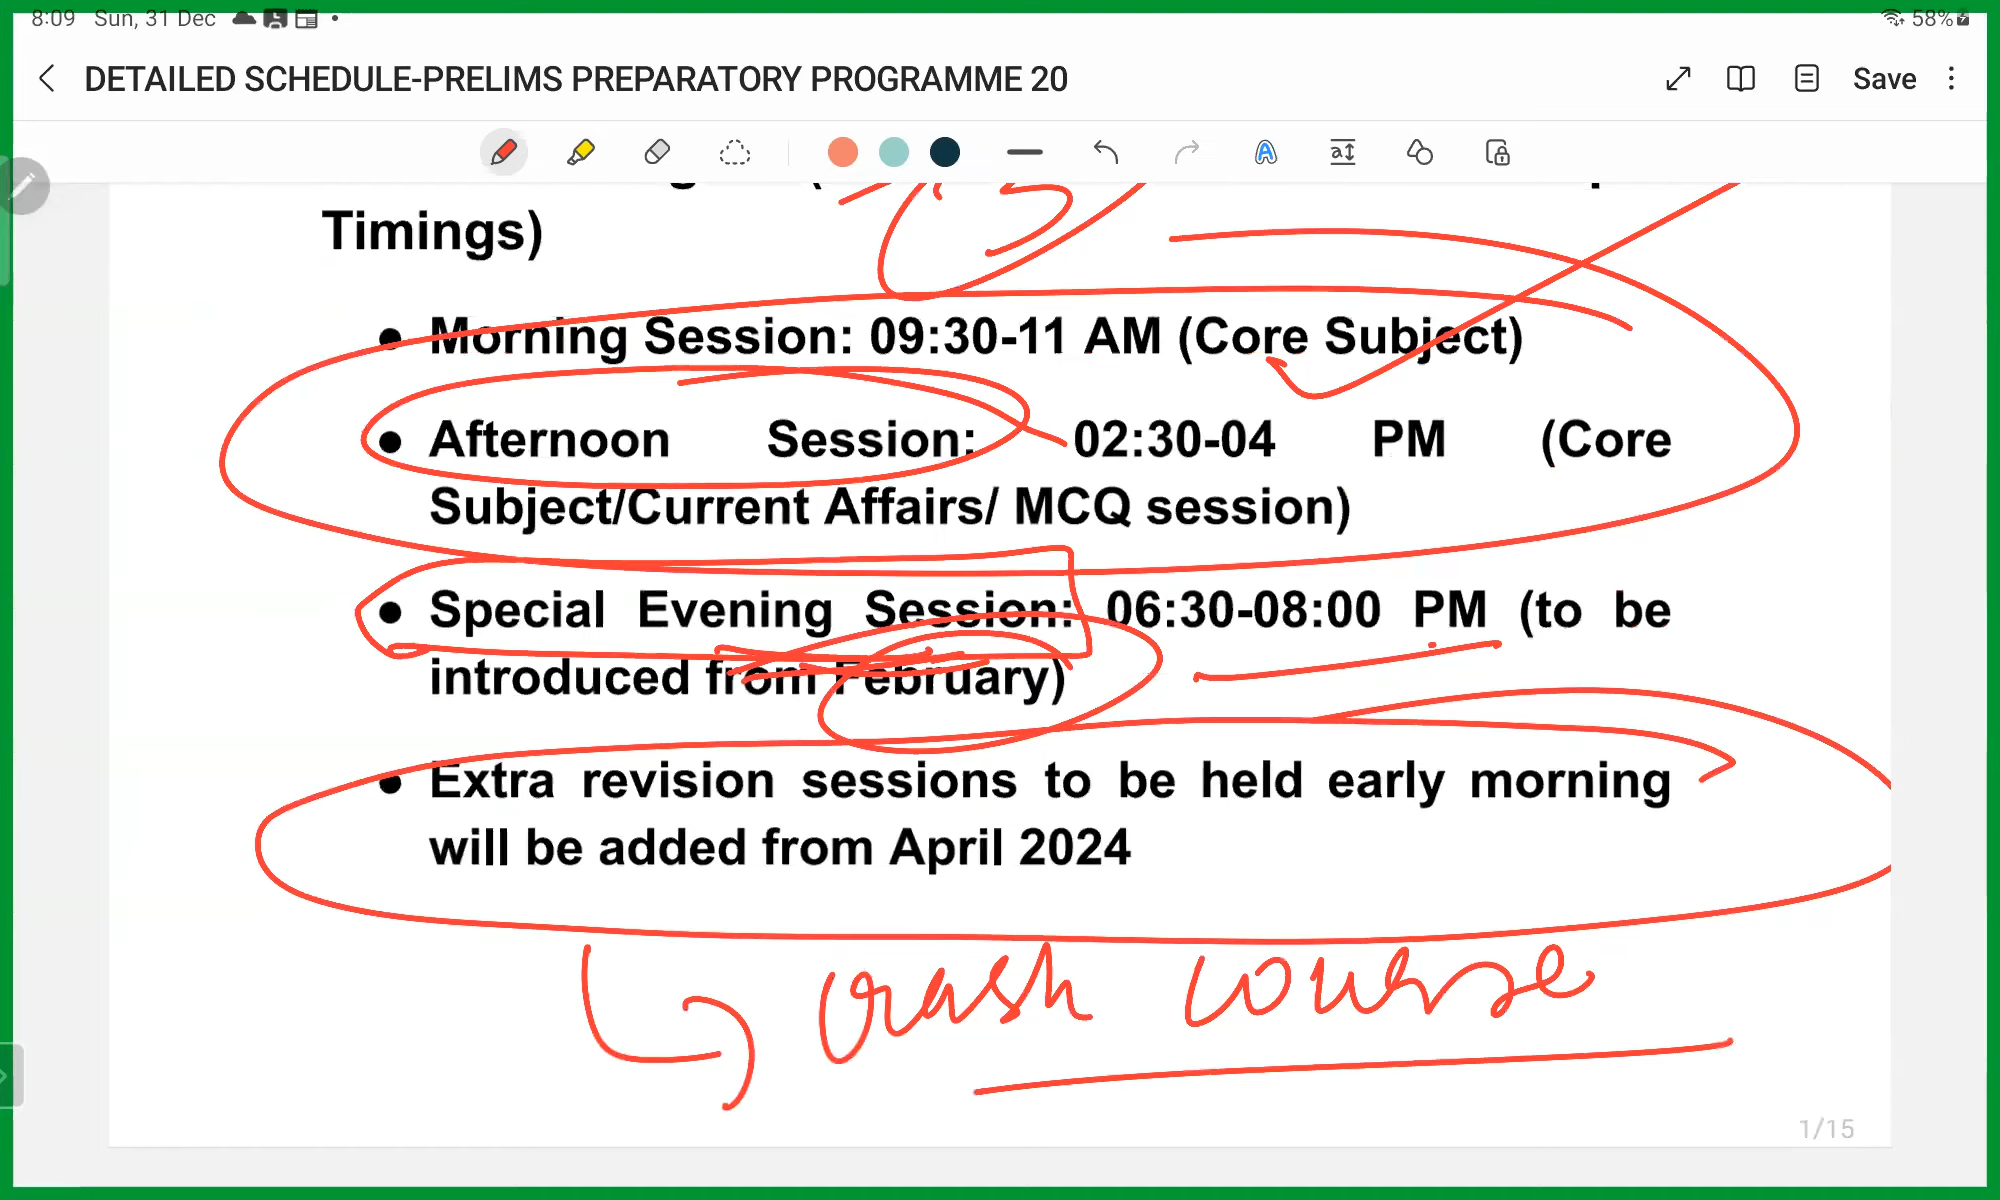 8:09 Sun, 31 Dec
58%
DETAILED SCHEDULE-PRELIMS PREPARATORY PROGRAMME 20
Save
Timings)
• Morning Session: 09:30-11 AM (Core Subject)
• Afternoon Session: 02:30-04 PM (Core
Subject/Current Affairs/ MCQ session)
• Special Evening Session: 06:30-08:00 PM (to be
introduced from February)
• Extra revision sessions to be held early morning
will be added from April 2024
crash course
1/15